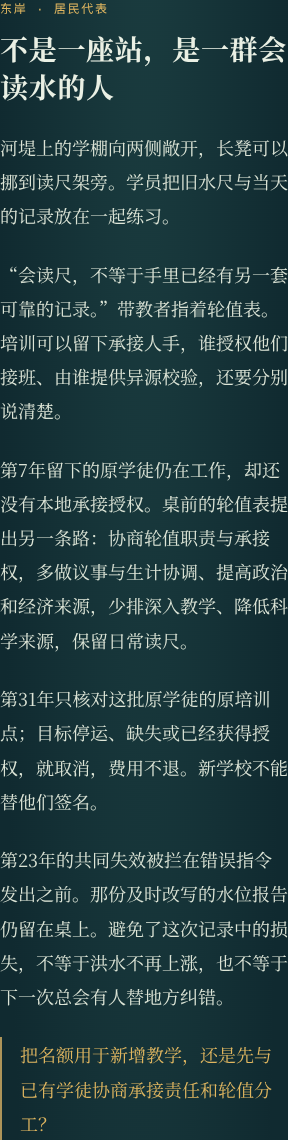 东岸 · 居民代表
不是一座站，是一群会
读水的人
河堤上的学棚向两侧敞开，长凳可以
挪到读尺架旁。学员把旧水尺与当天
的记录放在一起练习。
“会读尺，不等于手里已经有另一套
可靠的记录。”带教者指着轮值表。
培训可以留下承接人手，谁授权他们
接班、由谁提供异源校验，还要分别
说清楚。
第7年留下的原学徒仍在工作，却还
没有本地承接授权。桌前的轮值表提
出另一条路：协商轮值职责与承接
权，多做议事与生计协调、提高政治
和经济来源，少排深入教学、降低科
学来源，保留日常读尺。
第31年只核对这批原学徒的原培训
点；目标停运、缺失或已经获得授
权，就取消，费用不退。新学校不能
替他们签名。
第23年的共同失效被拦在错误指令
发出之前。那份及时改写的水位报告
仍留在桌上。避免了这次记录中的损
失，不等于洪水不再上涨，也不等于
下一次总会有人替地方纠错。
把名额用于新增教学，还是先与
已有学徒协商承接责任和轮值分
工？